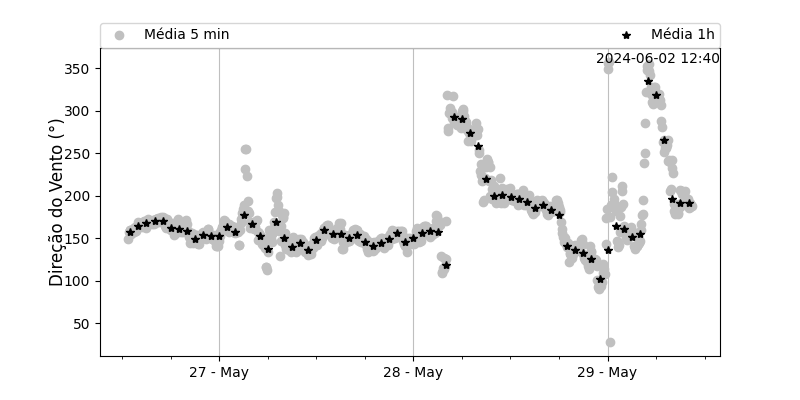 Média 5 min
Média 1h
2024-06-02 12:40
Direção do Vento (°)
350
300
250
200
150
100
50
27 - May
28 - May
29 - May